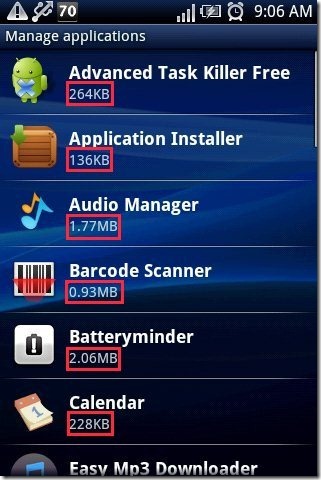 70 9:06 AM
Manage applications
Advanced Task Killer Free
264KB
Application Installer
136KB
Audio Manager
1.77MB
Barcode Scanner
0.93MB
Batteryminder
2.06MB
1
Calendar
228KB
Easy Mp3 Downloader